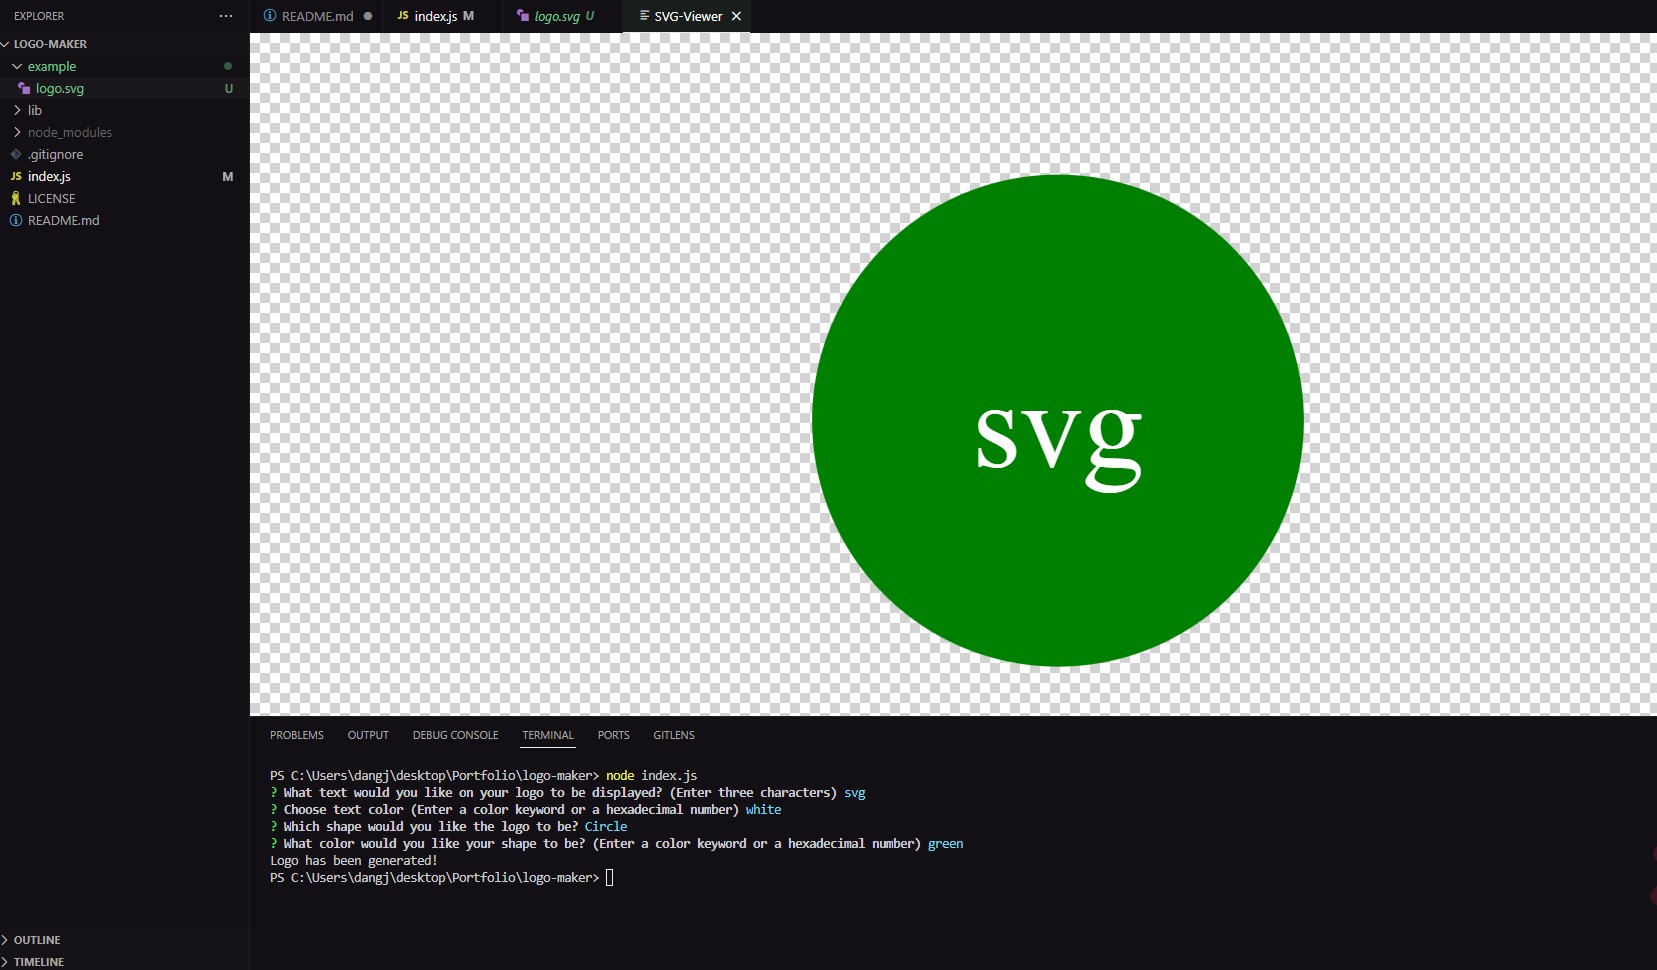 EXPLORER ···
README.md
JS index.js M
logo.svg U
SVG-Viewer
LOGO-MAKER
example
logo.svg U
lib
node_modules
.gitignore
JS index.js M
LICENSE
README.md
svg
PROBLEMS OUTPUT DEBUG CONSOLE TERMINAL PORTS GITLENS
PS C:\Users\dangj\desktop\Portfolio\logo-maker> node index.js
? What text would you like on your logo to be displayed? (Enter three characters) svg
? Choose text color (Enter a color keyword or a hexadecimal number) white
? Which shape would you like the logo to be? Circle
? What color would you like your shape to be? (Enter a color keyword or a hexadecimal number) green
Logo has been generated!
PS C:\Users\dangj\desktop\Portfolio\logo-maker>
OUTLINE
TIMELINE